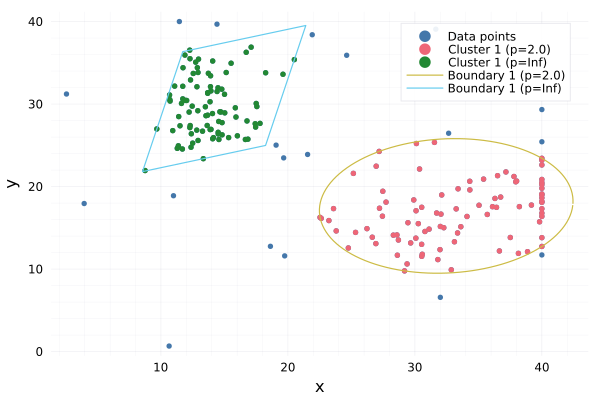 40
30
20
10
0
y
10
20
30
40
x
Data points
Cluster 1 (p=2.0)
Cluster 1 (p=Inf)
Boundary 1 (p=2.0)
Boundary 1 (p=Inf)